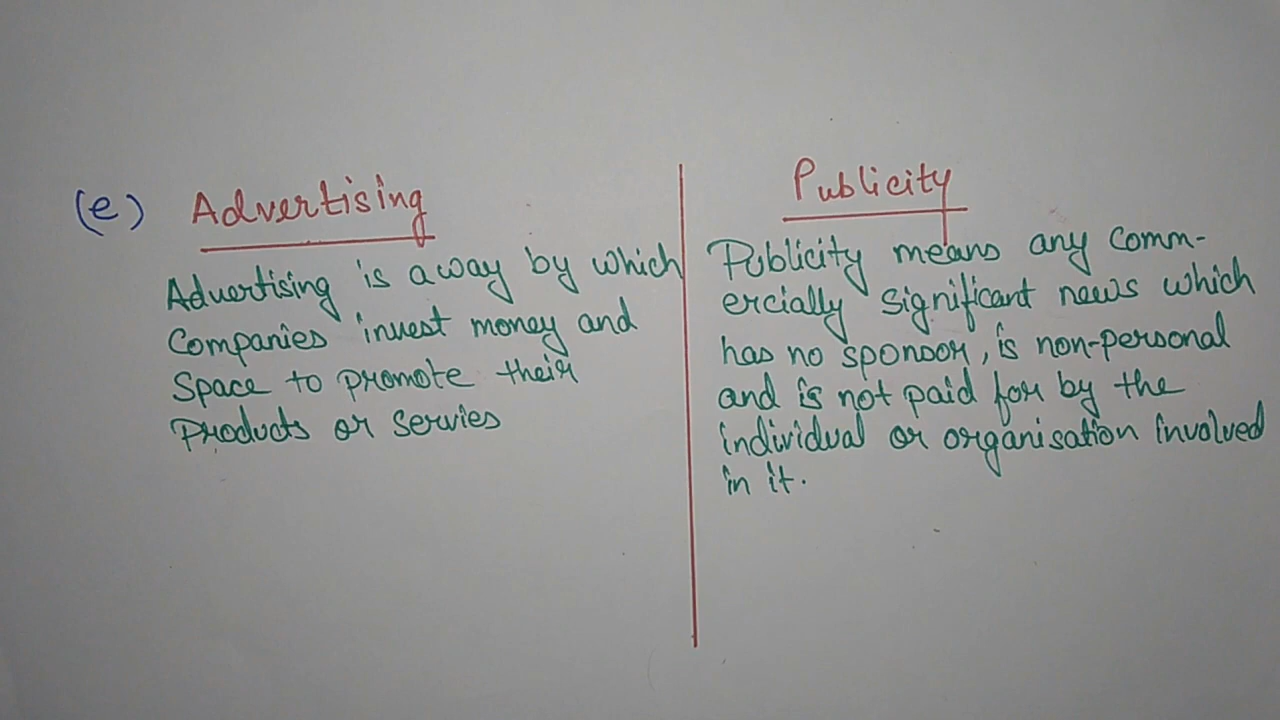 (e) Advertising
Advertising is a way by which
Companies invest money and
Space to promote their
Products or Servies
Publicity
Publicity means any comm-
ercially significant news which
has no sponsor, is non-personal
and is not paid for by the
individual or organisation involved
in it.